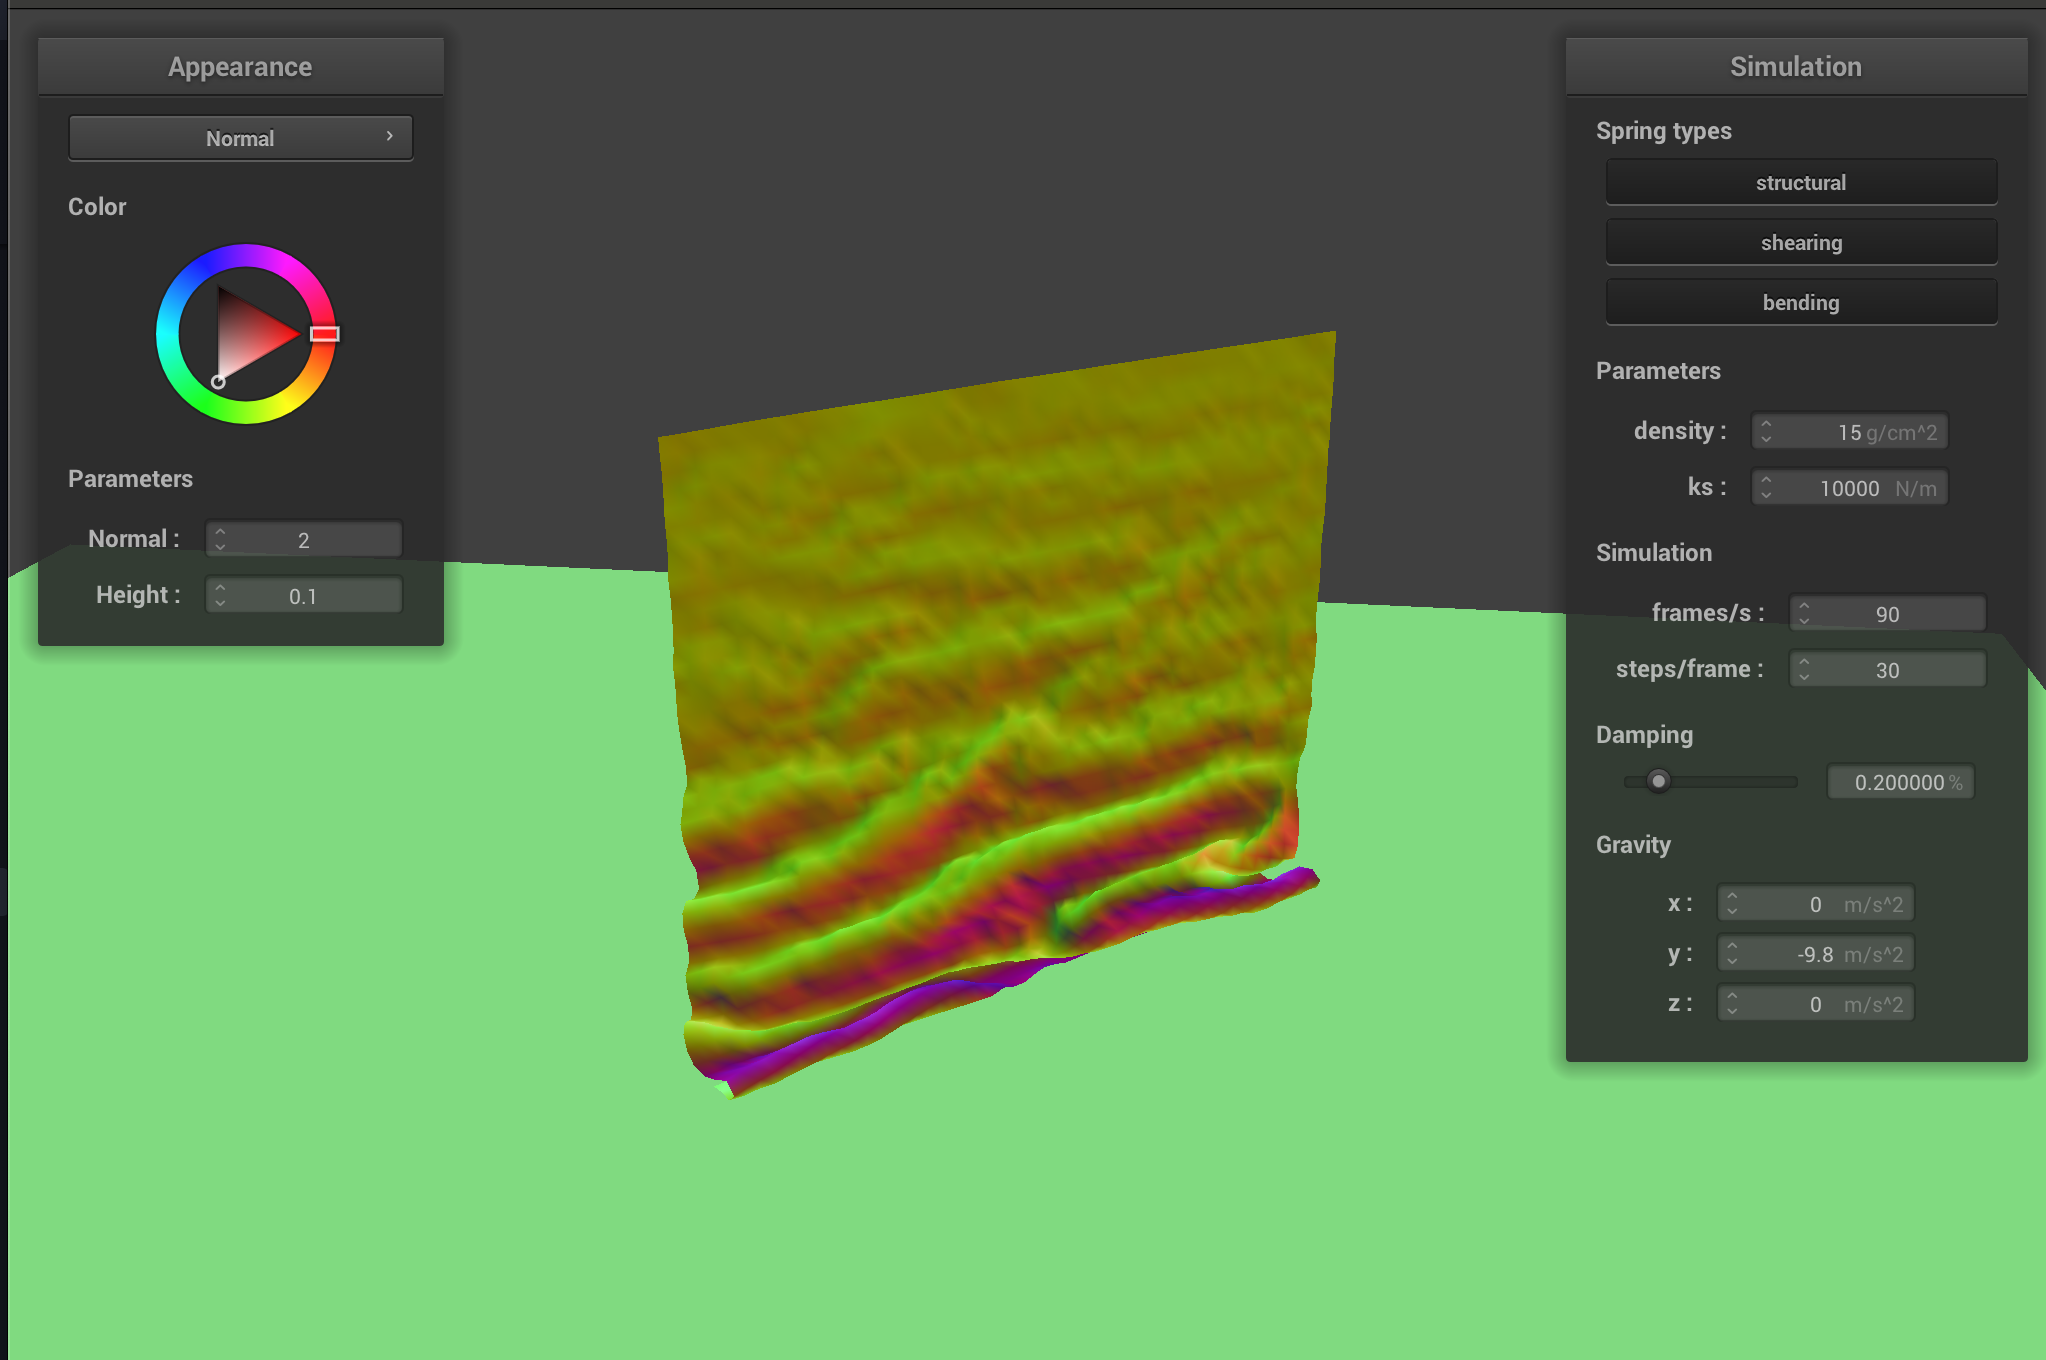 Appearance
Normal
Color
Parameters
Normal : 2
Height : 0.1
Simulation
Spring types
structural
shearing
bending
Parameters
density : 15 g/cm^2
ks : 10000 N/m
Simulation
frames/s : 90
steps/frame : 30
Damping
0.200000 %
Gravity
x : 0 m/s^2
y : -9.8 m/s^2
z : 0 m/s^2